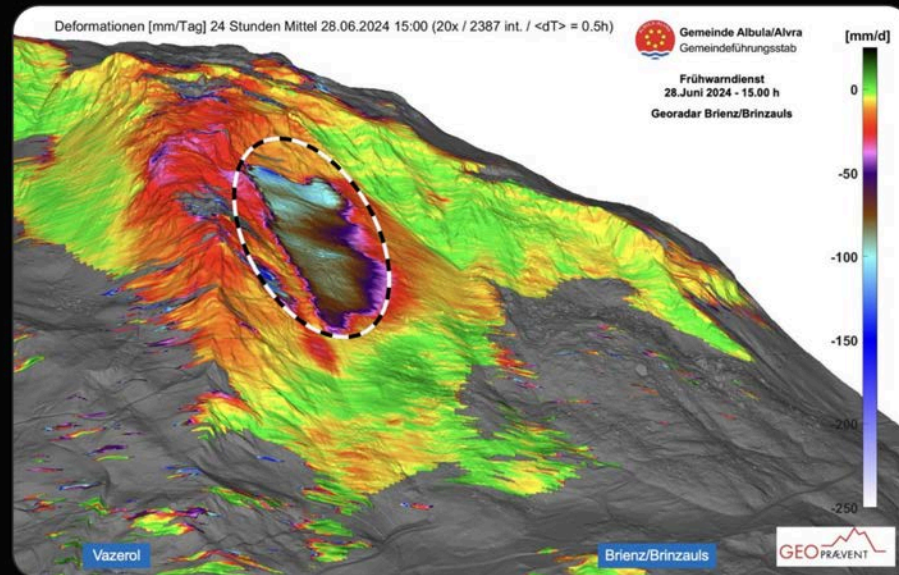 Deformationen [mm/Tag] 24 Stunden Mittel 28.06.2024 15:00 (20x / 2387 int. / <dT> = 0.5h)
Gemeinde Albula/Alvra
Gemeindeführungsstab
Frühwarndienst
28.Juni 2024 - 15.00 h
Georadar Brienz/Brinzauls
[mm/d]
0
-50
-100
-150
-200
-250
Vazerol
Brienz/Brinzauls
GEOPRÆVENT